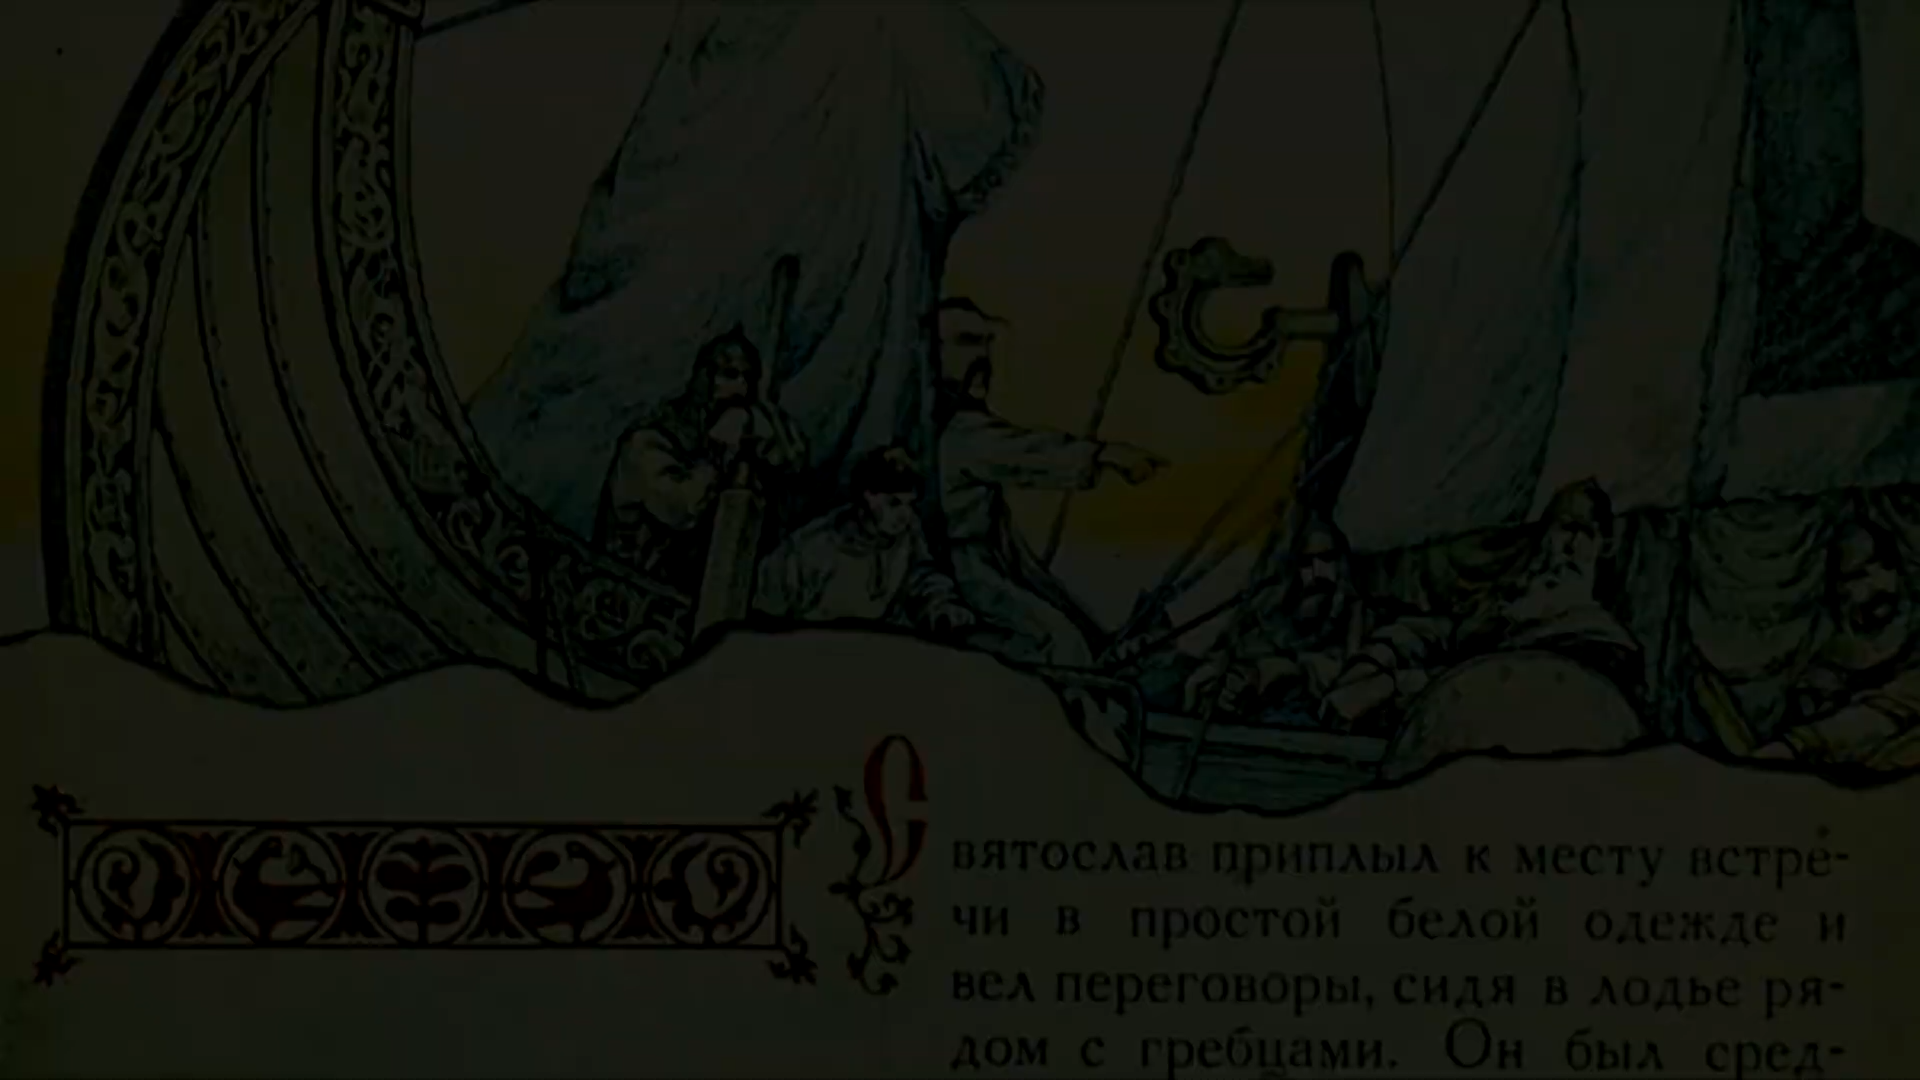 Святослав приплыл к месту встре-
чи в простой белой одежде и
вел переговоры, сидя в лодье ря-
дом с гребцами. Он был сред-